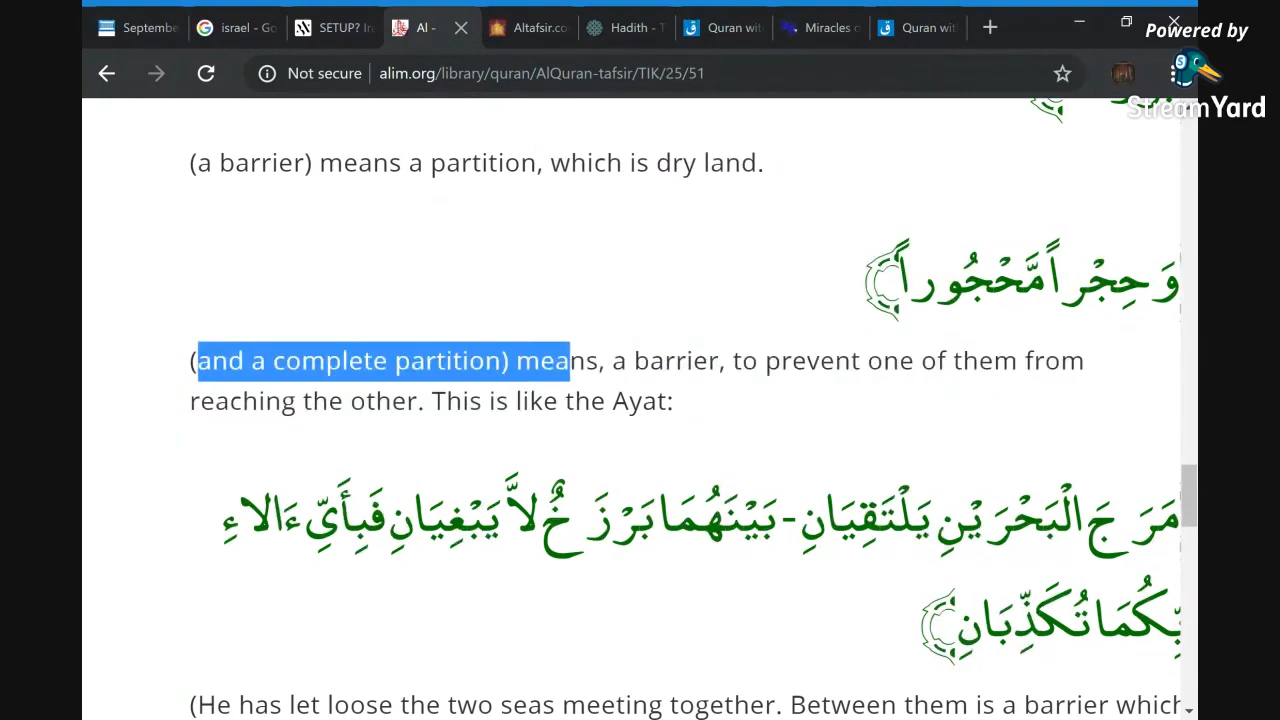 Septembe
israel - Go
SETUP? Ira
Al -
Altafsir.co
Hadith - T
Quran wit
Miracles o
Quran wit
Powered by
Not secure
alim.org/library/quran/AlQuran-tafsir/TIK/25/51
StreamYard
(a barrier) means a partition, which is dry land.
وَحِجْراً مَّحْجُوراً
(and a complete partition) means, a barrier, to prevent one of them from
reaching the other. This is like the Ayat:
مَرَجَ الْبَحْرَيْنِ يَلْتَقِيَانِ - بَيْنَهُمَا بَرْزَخٌ لاَّ يَبْغِيَانِ فَبِأَيِّ ءَالاءِ
رَبِّكُمَا تُكَذِّبَانِ
(He has let loose the two seas meeting together. Between them is a barrier which